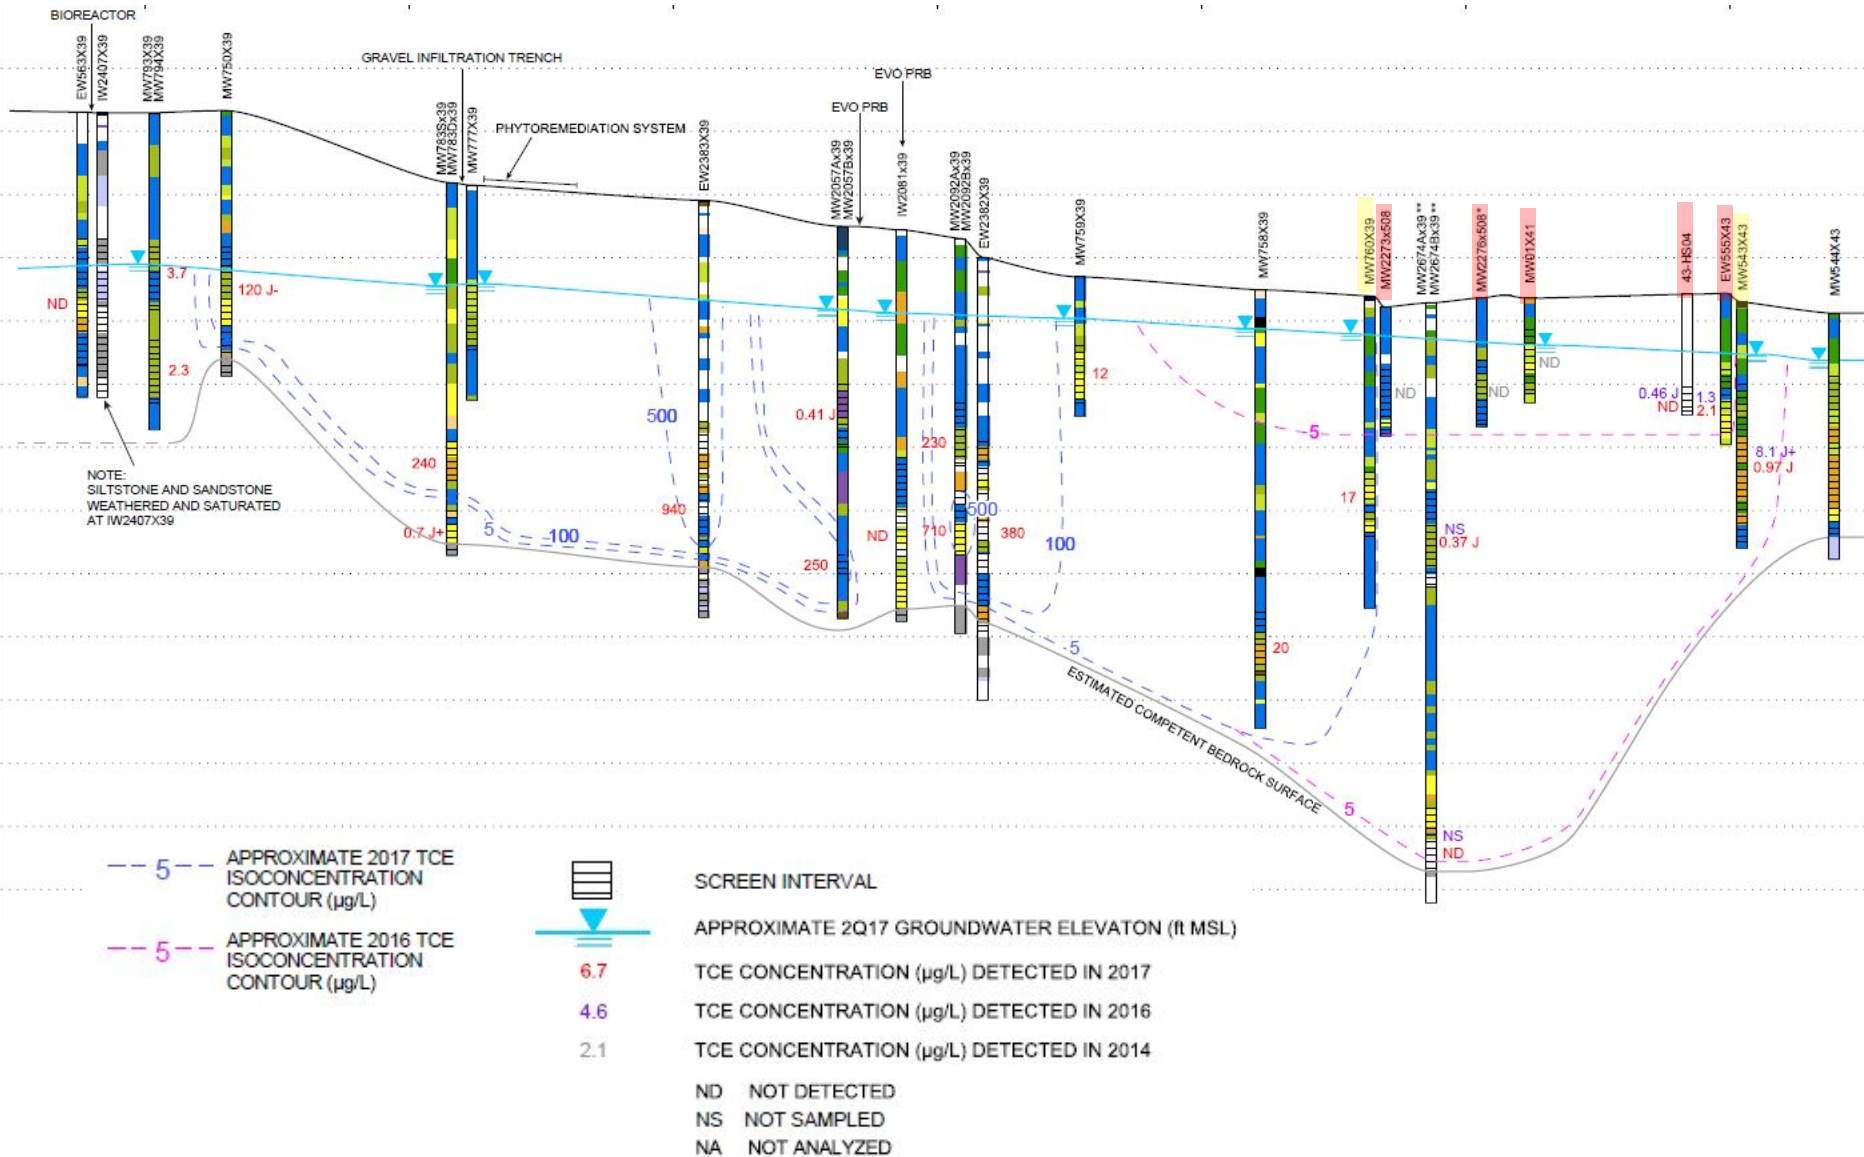 BIOREACTOR
EW563X39
IW2407X39
MW793X39
MW794X39
MW750X39
GRAVEL INFILTRATION TRENCH
MW783Sx39
MW783Dx39
MW777X39
PHYTOREMEDIATION SYSTEM
EW2383X39
EVO PRB
EVO PRB
MW2057Ax39
MW2057Bx39
IW2081x39
MW2092Ax39
MW2092Bx39
EW2382X39
MW759X39
MW758X39
MW760X39
MW2273x508
MW2674Ax39 **
MW2674Bx39 **
MW2276x508*
MW01X41
43-HS04
EW555X43
MW543X43
MW544X43
ND
3.7
120 J-
2.3
240
0.7 J+
5
100
500
940
0.41 J
250
ND
230
710
500
380
100
12
5
20
17
5
ND
ND
ND
NS
0.37 J
0.46 J
ND
1.3
2.1
8.1 J+
0.97 J
5
NS
ND
NOTE:
SILTSTONE AND SANDSTONE
WEATHERED AND SATURATED
AT IW2407X39
ESTIMATED COMPETENT BEDROCK SURFACE
5
APPROXIMATE 2017 TCE
ISOCONCENTRATION
CONTOUR (µg/L)
5
APPROXIMATE 2016 TCE
ISOCONCENTRATION
CONTOUR (µg/L)
SCREEN INTERVAL
APPROXIMATE 2Q17 GROUNDWATER ELEVATON (ft MSL)
6.7 TCE CONCENTRATION (µg/L) DETECTED IN 2017
4.6 TCE CONCENTRATION (µg/L) DETECTED IN 2016
2.1 TCE CONCENTRATION (µg/L) DETECTED IN 2014
ND NOT DETECTED
NS NOT SAMPLED
NA NOT ANALYZED